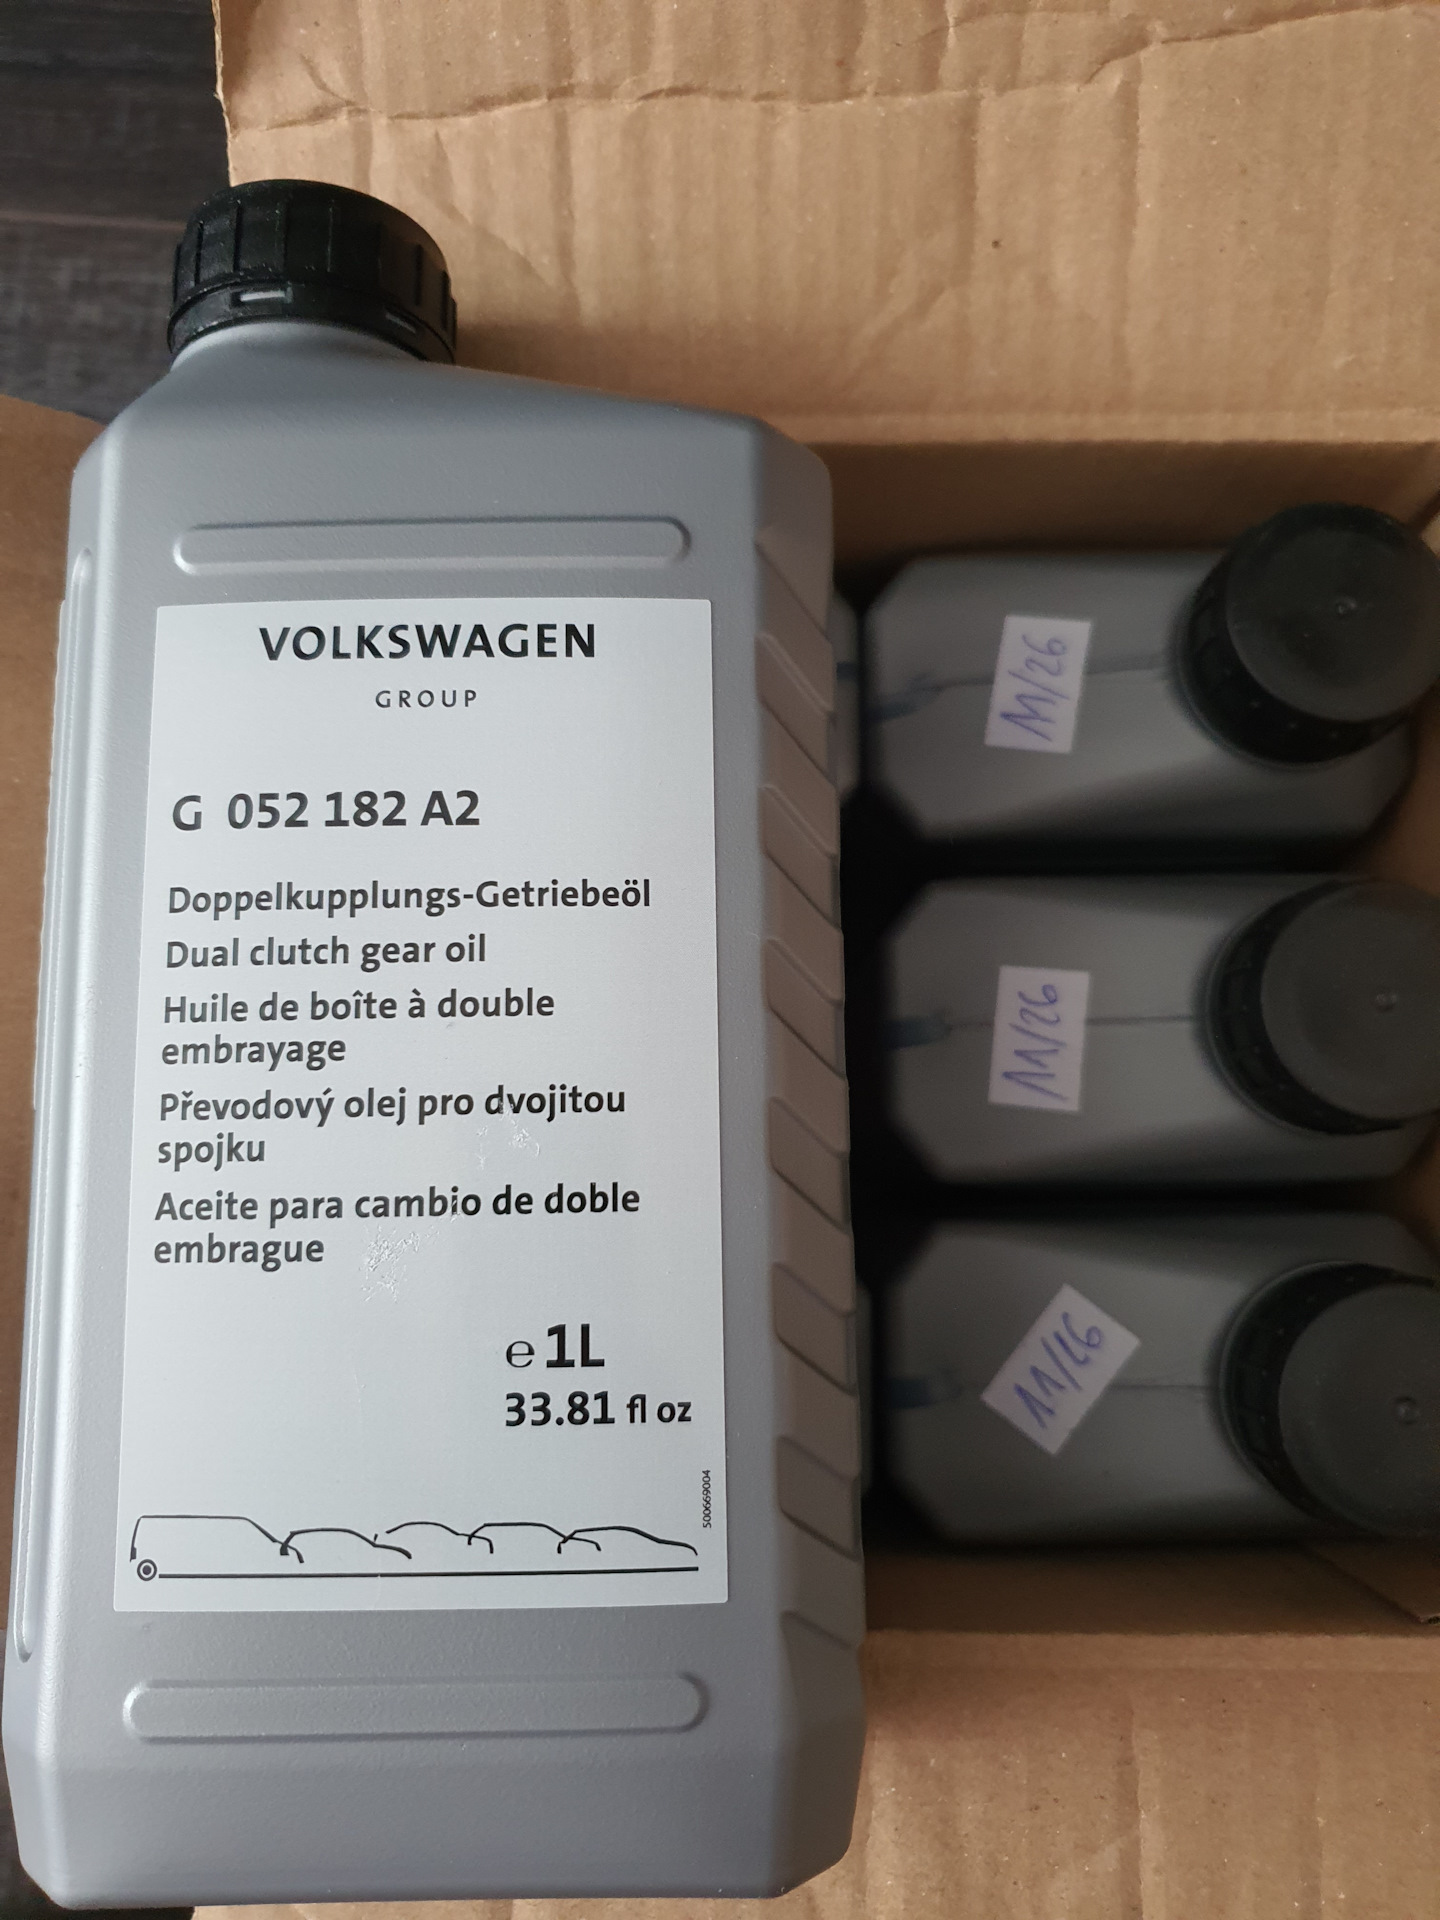 VOLKSWAGEN
GROUP
G 052 182 A2
Doppelkupplungs-Getriebeöl
Dual clutch gear oil
Huile de boîte à double
embrayage
Převodový olej pro dvojitou
spojku
Aceite para cambio de doble
embrague
e 1L
33.81 fl oz
500669004
11/26
11/26
11/26